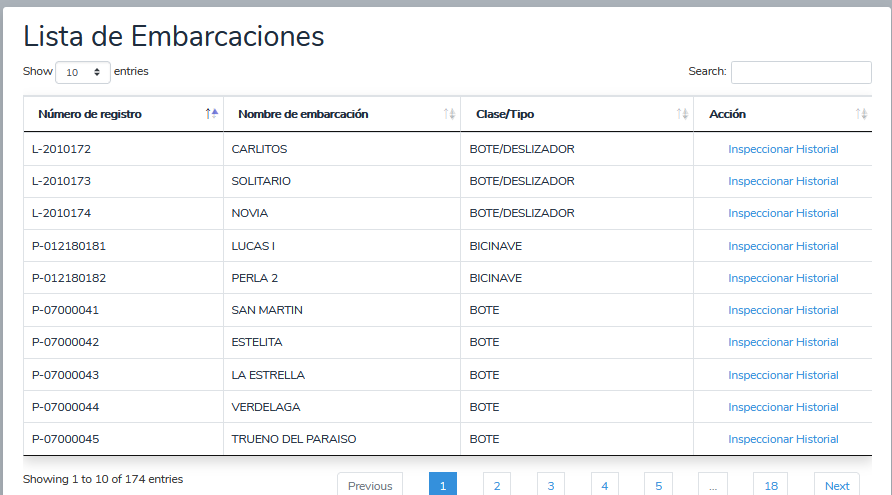 Lista de Embarcaciones
Show 10 entries Search:
Número de registro Nombre de embarcación Clase/Tipo Acción
L-2010172 CARLITOS BOTE/DESLIZADOR Inspeccionar Historial
L-2010173 SOLITARIO BOTE/DESLIZADOR Inspeccionar Historial
L-2010174 NOVIA BOTE/DESLIZADOR Inspeccionar Historial
P-012180181 LUCAS I BICINAVE Inspeccionar Historial
P-012180182 PERLA 2 BICINAVE Inspeccionar Historial
P-07000041 SAN MARTIN BOTE Inspeccionar Historial
P-07000042 ESTELITA BOTE Inspeccionar Historial
P-07000043 LA ESTRELLA BOTE Inspeccionar Historial
P-07000044 VERDELAGA BOTE Inspeccionar Historial
P-07000045 TRUENO DEL PARAISO BOTE Inspeccionar Historial
Showing 1 to 10 of 174 entries Previous 1 2 3 4 5 ... 18 Next